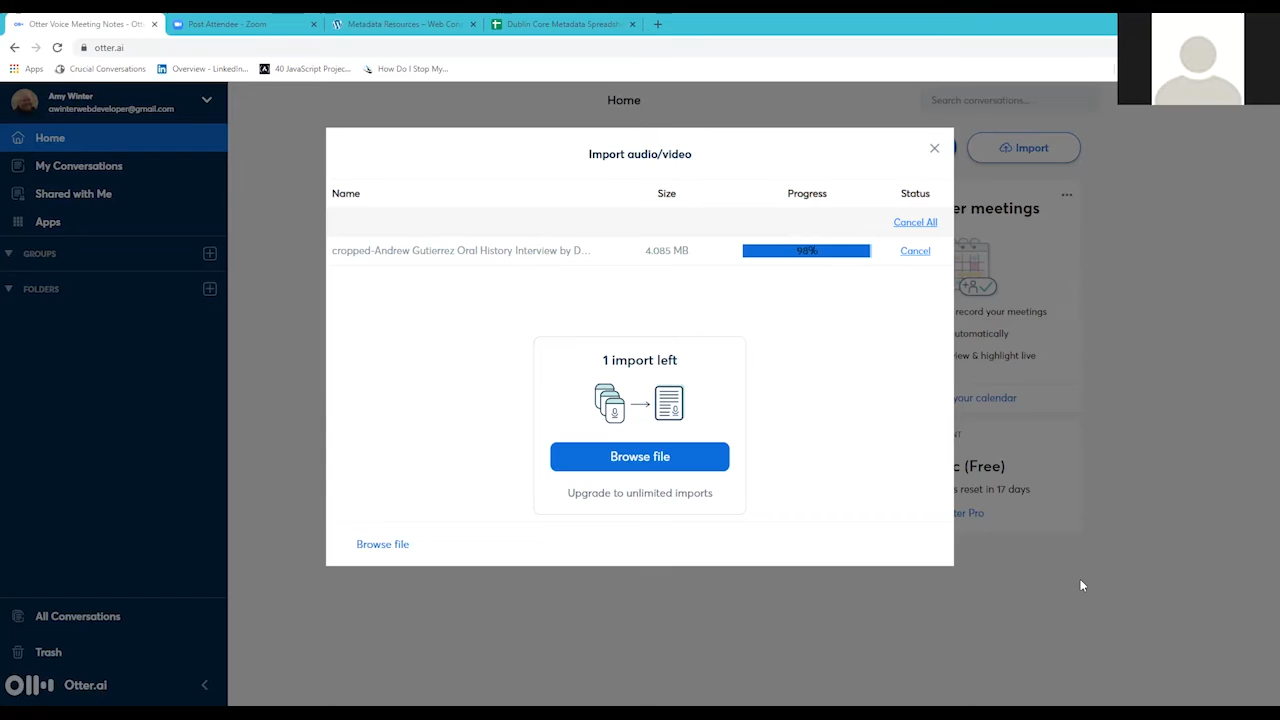 Otter Voice Meeting Notes - Ott
Post Attendee - Zoom
Metadata Resources – Web Con
Dublin Core Metadata Spreadsh
otter.ai
Apps
Crucial Conversations
Overview - LinkedIn...
40 JavaScript Projec...
How Do I Stop My...
Amy Winter
awinterwebdeveloper@gmail.com
Home
Search conversations...
Home
My Conversations
Shared with Me
Apps
GROUPS
FOLDERS
All Conversations
Trash
Otter.ai
Import
Import audio/video
Name Size Progress Status
Cancel All
cropped-Andrew Gutierrez Oral History Interview by D... 4.085 MB 98% Cancel
1 import left
Browse file
Upgrade to unlimited imports
Browse file
er meetings
record your meetings
utomatically
iew & highlight live
your calendar
NT
c (Free)
s reset in 17 days
ter Pro